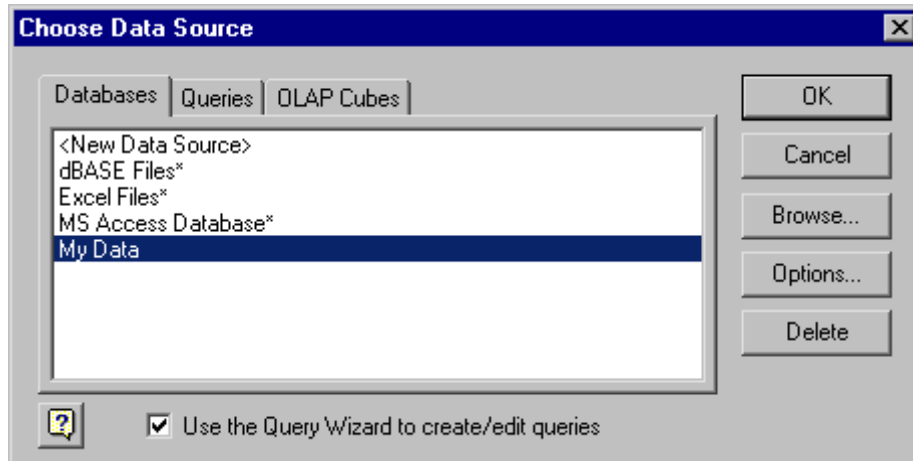 Choose Data Source
Databases Queries OLAP Cubes
<New Data Source>
dBASE Files*
Excel Files*
MS Access Database*
My Data
OK
Cancel
Browse...
Options...
Delete
Use the Query Wizard to create/edit queries